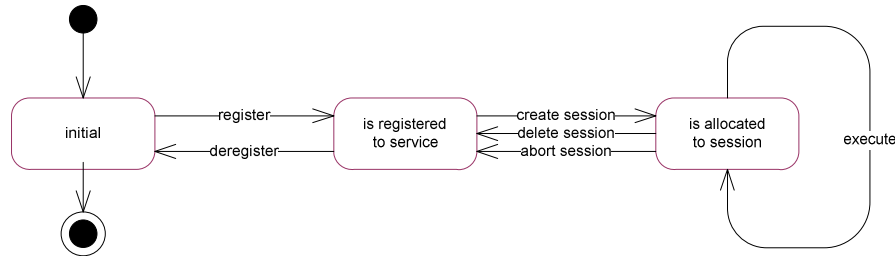 initial
register
deregister
is registered
to service
create session
delete session
abort session
is allocated
to session
execute